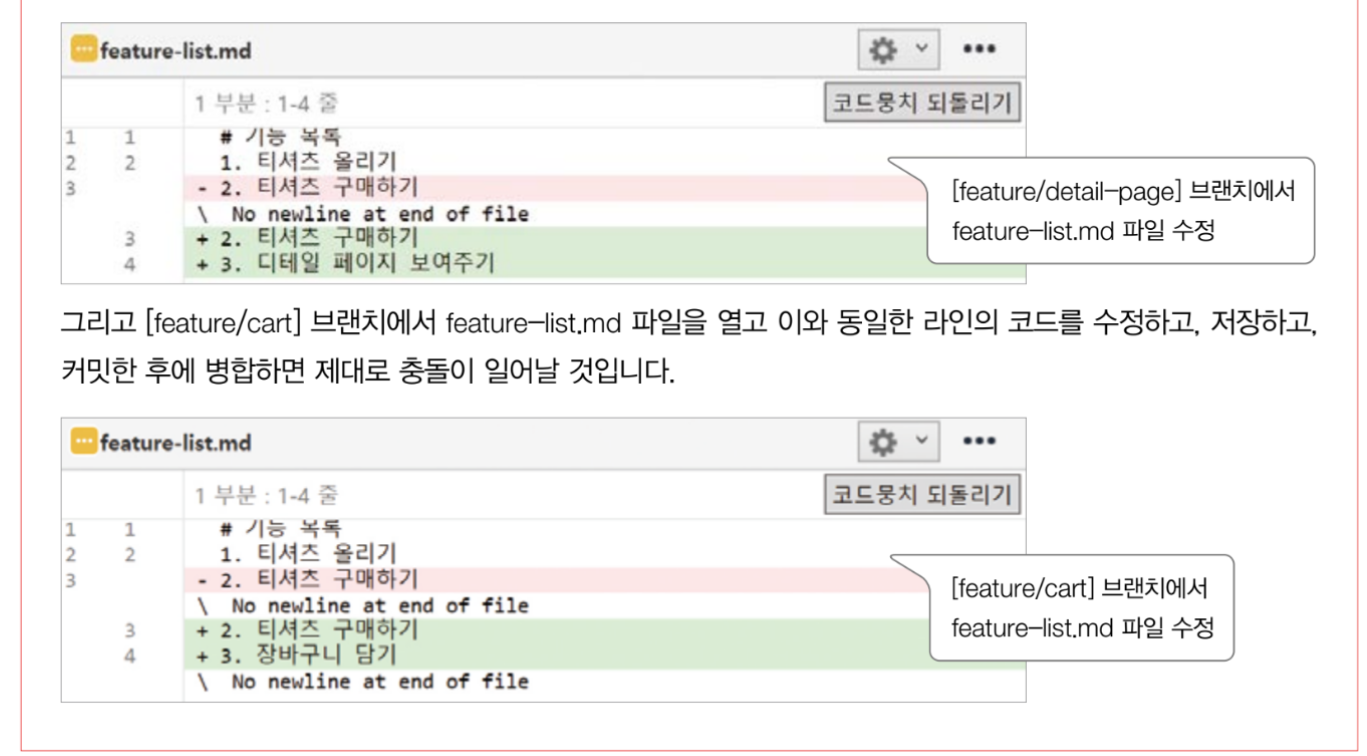 feature-list.md
1 부분 : 1-4 줄
코드뭉치 되돌리기
1 1 # 기능 목록
2 2 1. 티셔츠 올리기
3 - 2. 티셔츠 구매하기
\ No newline at end of file
3 + 2. 티셔츠 구매하기
4 + 3. 디테일 페이지 보여주기
[feature/detail-page] 브랜치에서
feature-list.md 파일 수정
그리고 [feature/cart] 브랜치에서 feature-list.md 파일을 열고 이와 동일한 라인의 코드를 수정하고, 저장하고,
커밋한 후에 병합하면 제대로 충돌이 일어날 것입니다.
feature-list.md
1 부분 : 1-4 줄
코드뭉치 되돌리기
1 1 # 기능 목록
2 2 1. 티셔츠 올리기
3 - 2. 티셔츠 구매하기
\ No newline at end of file
3 + 2. 티셔츠 구매하기
4 + 3. 장바구니 담기
\ No newline at end of file
[feature/cart] 브랜치에서
feature-list.md 파일 수정